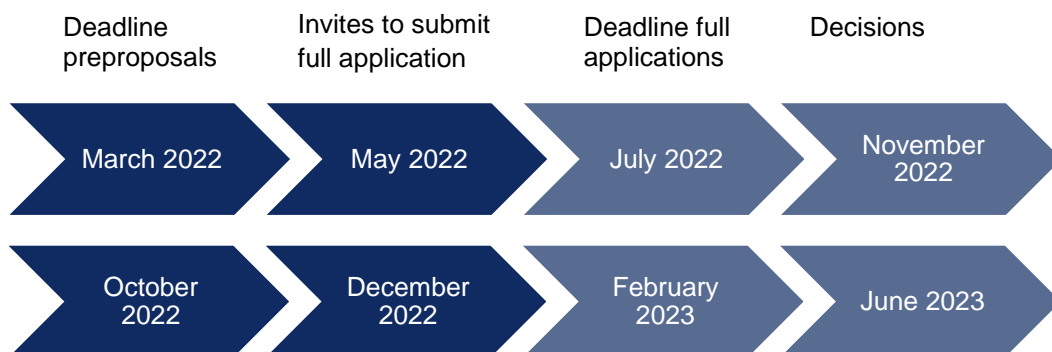 Deadline
preproposals
Invites to submit
full application
Deadline full
applications
Decisions
March 2022
May 2022
July 2022
November
2022
October
2022
December
2022
February
2023
June 2023